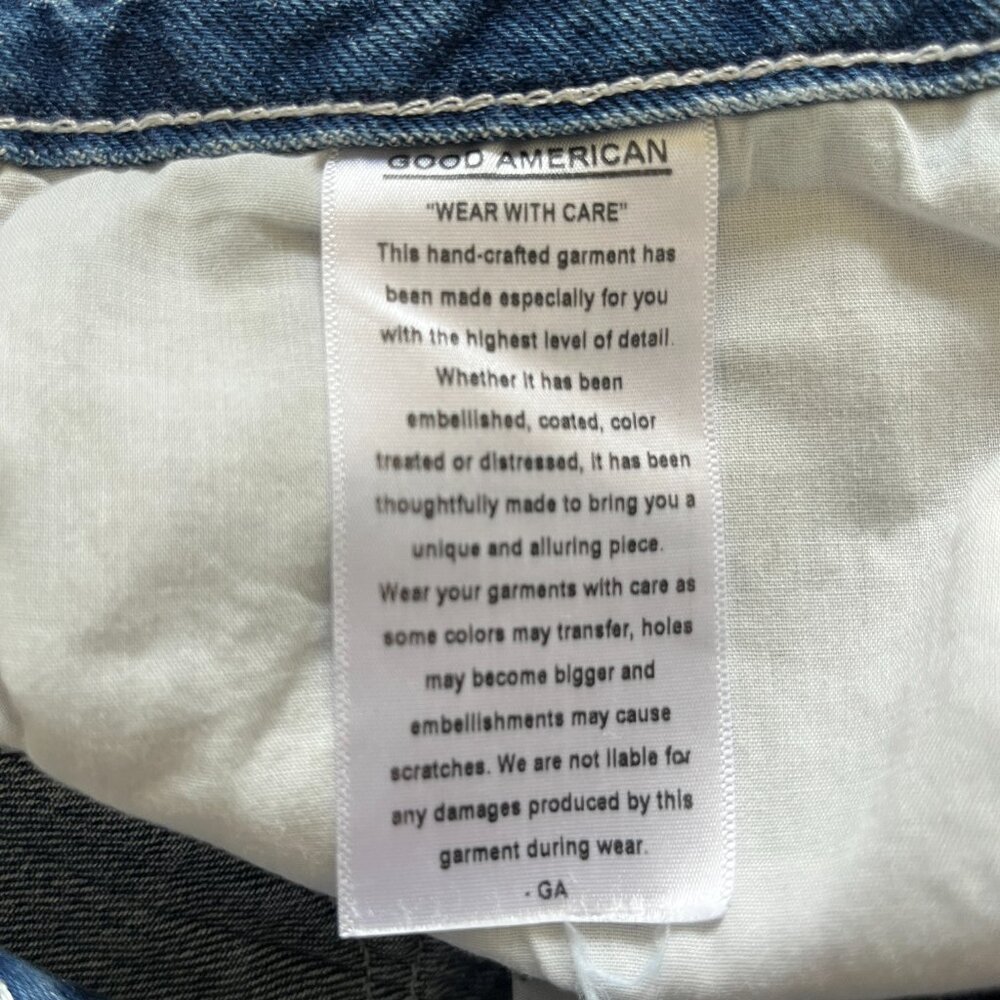 GOOD AMERICAN
"WEAR WITH CARE"
This hand-crafted garment has
been made especially for you
with the highest level of detail.
Whether it has been
embellished, coated, color
treated or distressed, it has been
thoughtfully made to bring you a
unique and alluring piece.
Wear your garments with care as
some colors may transfer, holes
may become bigger and
embellishments may cause
scratches. We are not liable for
any damages produced by this
garment during wear.
- GA